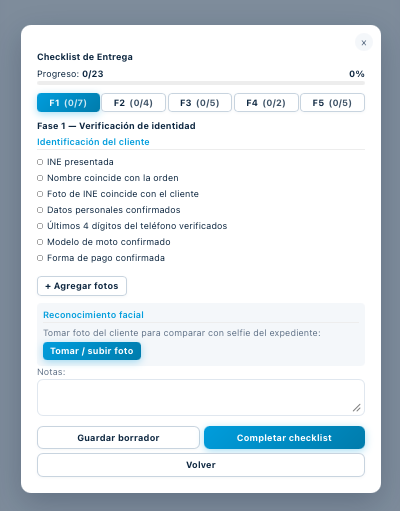 x
Checklist de Entrega
Progreso: 0/23 0%
F1 (0/7) F2 (0/4) F3 (0/5) F4 (0/2) F5 (0/5)
Fase 1 — Verificación de identidad
Identificación del cliente
INE presentada
Nombre coincide con la orden
Foto de INE coincide con el cliente
Datos personales confirmados
Últimos 4 dígitos del teléfono verificados
Modelo de moto confirmado
Forma de pago confirmada
+ Agregar fotos
Reconocimiento facial
Tomar foto del cliente para comparar con selfie del expediente:
Tomar / subir foto
Notas:
Guardar borrador Completar checklist
Volver